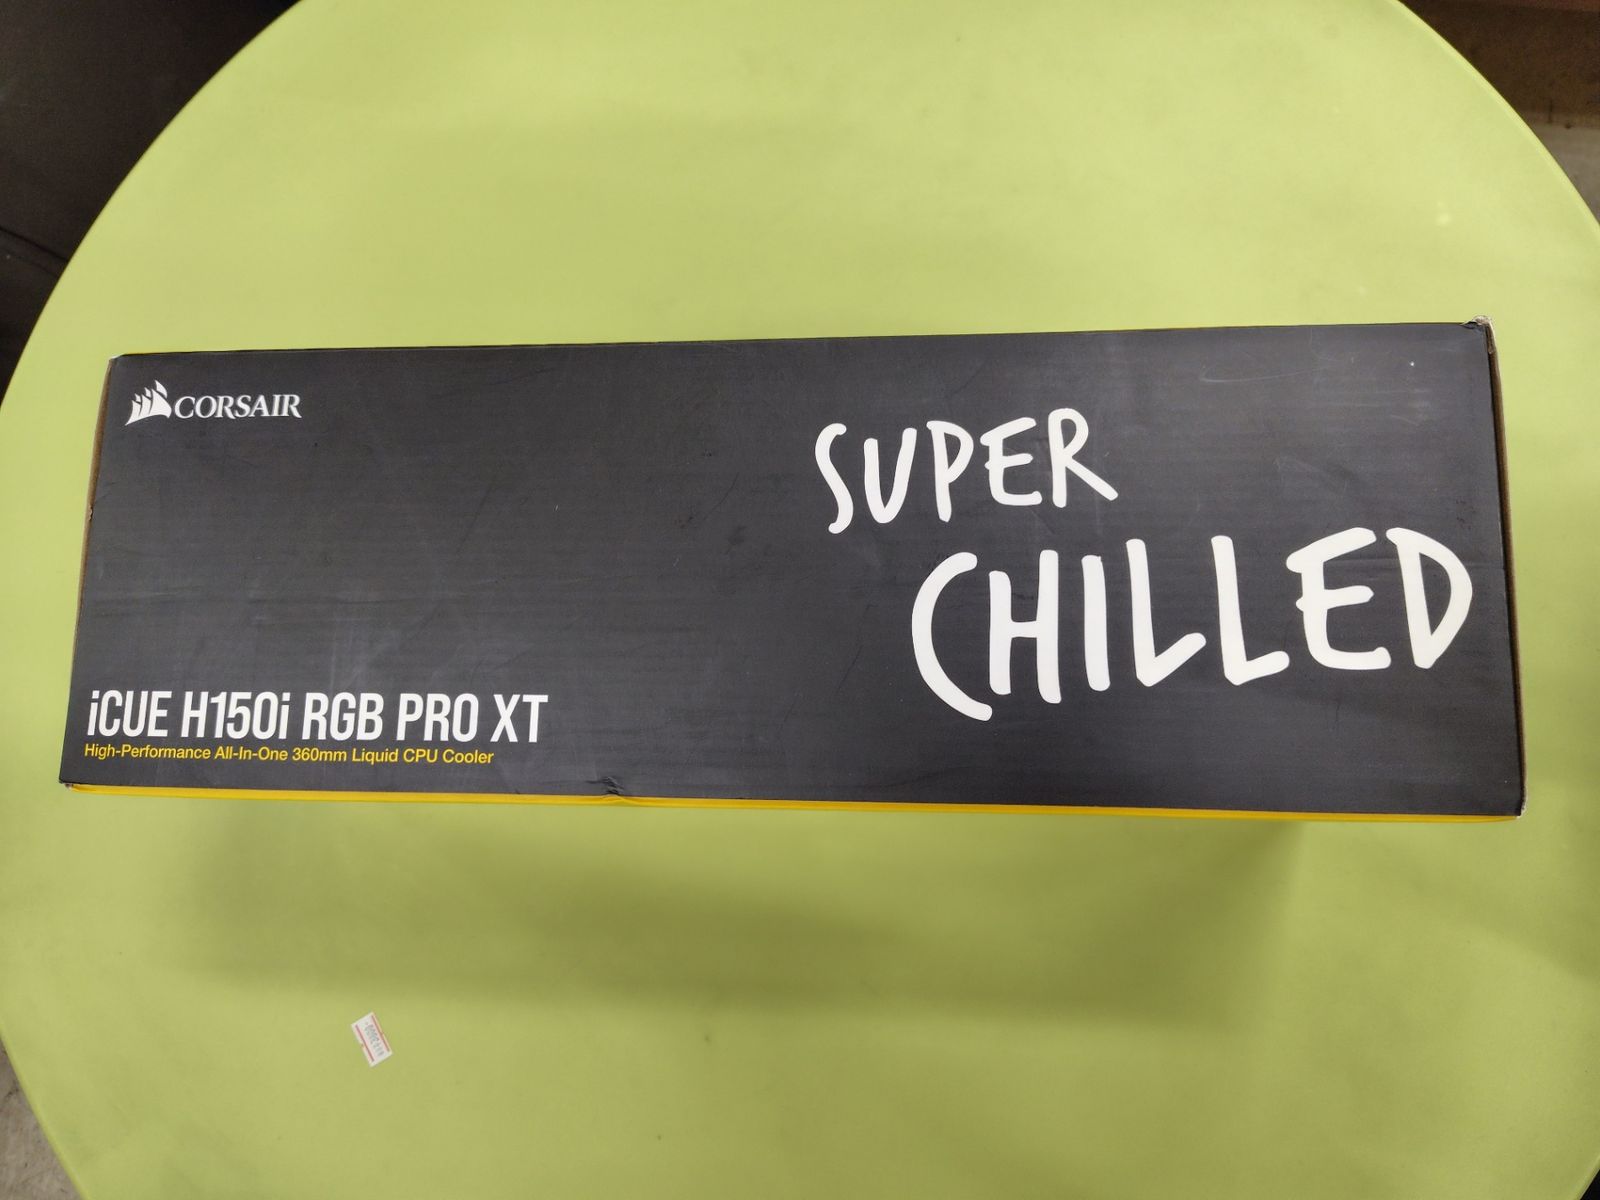 CORSAIR
SUPER
CHILLED
iCUE H150i RGB PRO XT
High-Performance All-In-One 360mm Liquid CPU Cooler